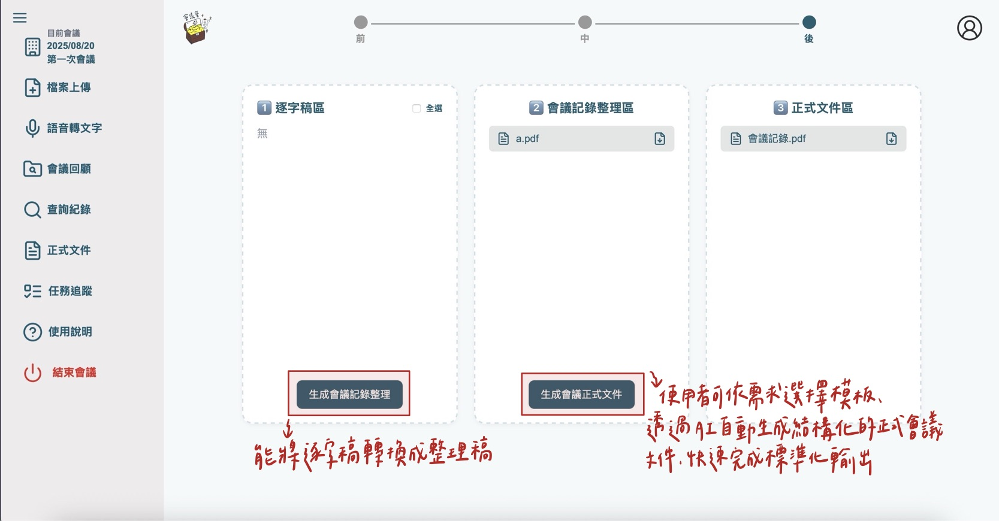 目前會議
2025/08/20
第一次會議
檔案上傳
語音轉文字
會議回顧
查詢紀錄
正式文件
任務追蹤
使用說明
結束會議
前
中
後
1 逐字稿區
全選
無
生成會議記錄整理
能將逐字稿轉換成整理稿
2 會議記錄整理區
a.pdf
生成會議正式文件
3 正式文件區
會議記錄.pdf
使用者可依需求選擇模板、
透過AI自動生成結構化的正式會議
文件、快速完成標準化輸出